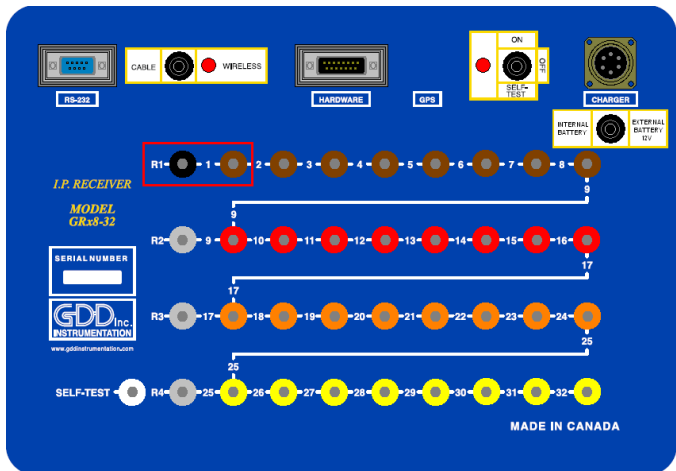 ON
OFF
CABLE
WIRELESS
SELF-
TEST
RS-232
HARDWARE
GPS
CHARGER
INTERNAL
BATTERY
EXTERNAL
BATTERY
12V
R1 1 2 3 4 5 6 7 8
9
I.P. RECEIVER
MODEL
GRx8-32
9
R2 9 10 11 12 13 14 15 16
17
SERIAL NUMBER
17
GDD Inc.
INSTRUMENTATION
R3 17 18 19 20 21 22 23 24
25
www.gddinstrumentation.com
25
SELF-TEST R4 25 26 27 28 29 30 31 32
MADE IN CANADA